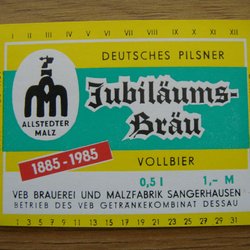 I II III IV V VI VII VIII IX X XI XII
DEUTSCHES PILSNER
ALLSTEDTER
MALZ
Jubiläums-
Bräu
1885-1985
VOLLBIER
0,5 l 1,- M
VEB BRAUEREI UND MALZFABRIK SANGERHAUSEN
BETRIEB DES VEB GETRÄNKEKOMBINAT DESSAU
1 3 5 7 9 11 13 15 17 19 21 23 25 27 29 31